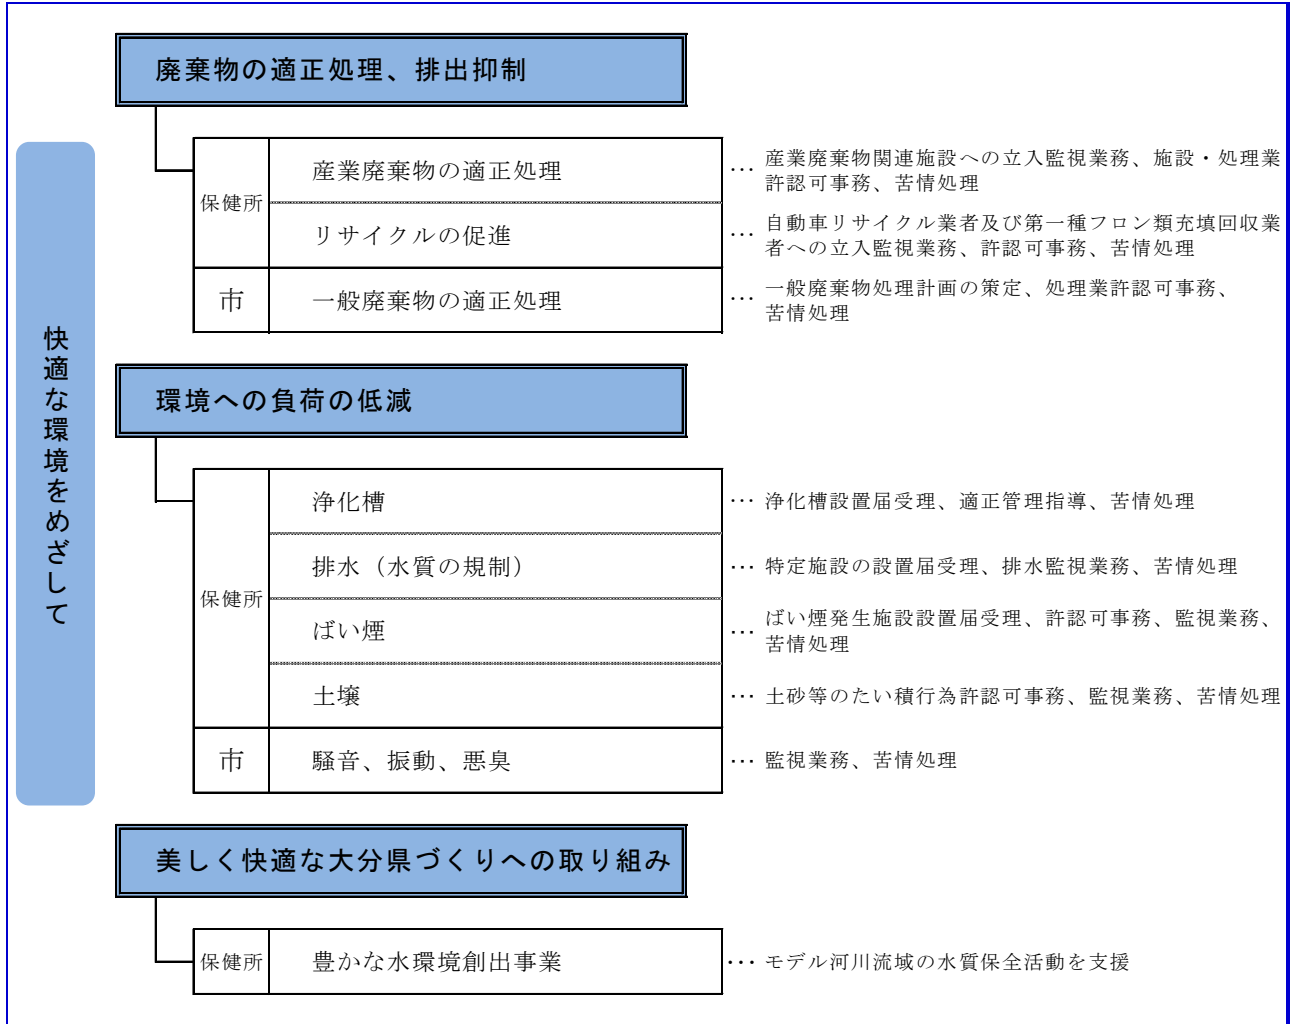 快適な環境をめざして
廃棄物の適正処理、排出抑制
保健所
産業廃棄物の適正処理
… 産業廃棄物関連施設への立入監視業務、施設・処理業
許認可事務、苦情処理
リサイクルの促進
… 自動車リサイクル業者及び第一種フロン類充填回収業
者への立入監視業務、許認可事務、苦情処理
市
一般廃棄物の適正処理
… 一般廃棄物処理計画の策定、処理業許認可事務、
苦情処理
環境への負荷の低減
保健所
浄化槽
… 浄化槽設置届受理、適正管理指導、苦情処理
排水（水質の規制）
… 特定施設の設置届受理、排水監視業務、苦情処理
ばい煙
… ばい煙発生施設設置届受理、許認可事務、監視業務、
苦情処理
土壌
… 土砂等のたい積行為許認可事務、監視業務、苦情処理
市
騒音、振動、悪臭
… 監視業務、苦情処理
美しく快適な大分県づくりへの取り組み
保健所
豊かな水環境創出事業
… モデル河川流域の水質保全活動を支援